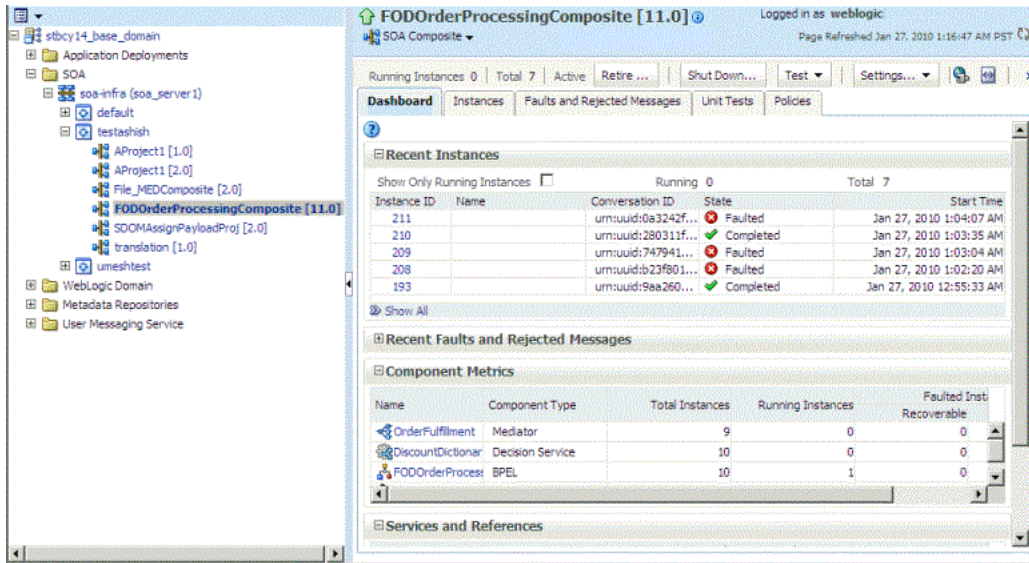 stbcy14_base_domain
Application Deployments
SOA
soa-infra (soa_server1)
default
testashish
AProject1 [1.0]
AProject1 [2.0]
File_MEDComposite [2.0]
FODOrderProcessingComposite [11.0]
SDOMAssignPayloadProj [2.0]
translation [1.0]
umeshtest
WebLogic Domain
Metadata Repositories
User Messaging Service
FODOrderProcessingComposite [11.0] Logged in as weblogic
SOA Composite Page Refreshed Jan 27, 2010 1:16:47 AM PST
Running Instances 0 Total 7 Active Retire ... Shut Down... Test Settings...
Dashboard Instances Faults and Rejected Messages Unit Tests Policies
Recent Instances
Show Only Running Instances Running 0 Total 7
Instance ID Name Conversation ID State Start Time
211 urn:uuid:0a3242f... Faulted Jan 27, 2010 1:04:07 AM
210 urn:uuid:280311f... Completed Jan 27, 2010 1:03:35 AM
209 urn:uuid:747941... Faulted Jan 27, 2010 1:03:04 AM
208 urn:uuid:b23f801... Faulted Jan 27, 2010 1:02:20 AM
193 urn:uuid:9aa260... Completed Jan 27, 2010 12:55:33 AM
Show All
Recent Faults and Rejected Messages
Component Metrics
Name Component Type Total Instances Running Instances Faulted Inst
Recoverable
OrderFulfillment Mediator 9 0 0
DiscountDictionar Decision Service 10 0 0
FODOrderProcess BPEL 10 1 0
Services and References